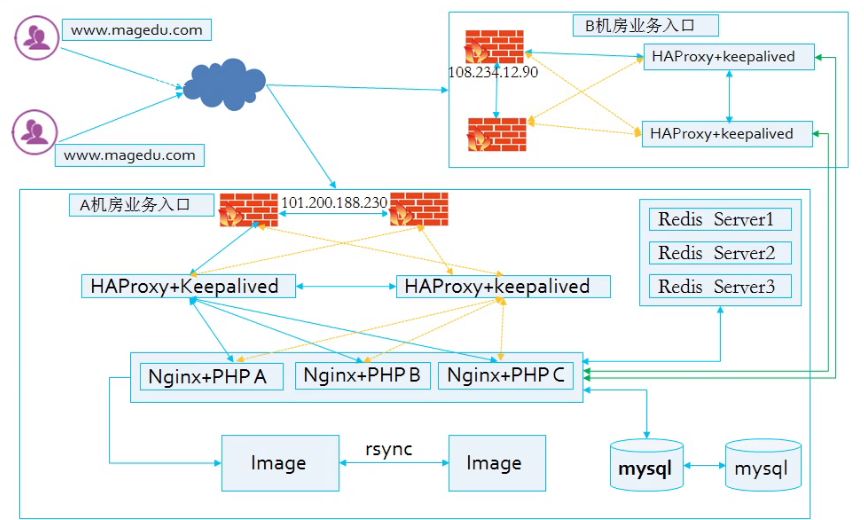 www.magedu.com
B机房业务入口
HAProxy+keepalived
108.234.12.90
HAProxy+keepalived
www.magedu.com
A机房业务入口
101.200.188.230
Redis Server1
Redis Server2
Redis Server3
HAProxy+Keepalived
HAProxy+keepalived
Nginx+PHP A
Nginx+PHP B
Nginx+PHP C
Image
rsync
Image
mysql
mysql